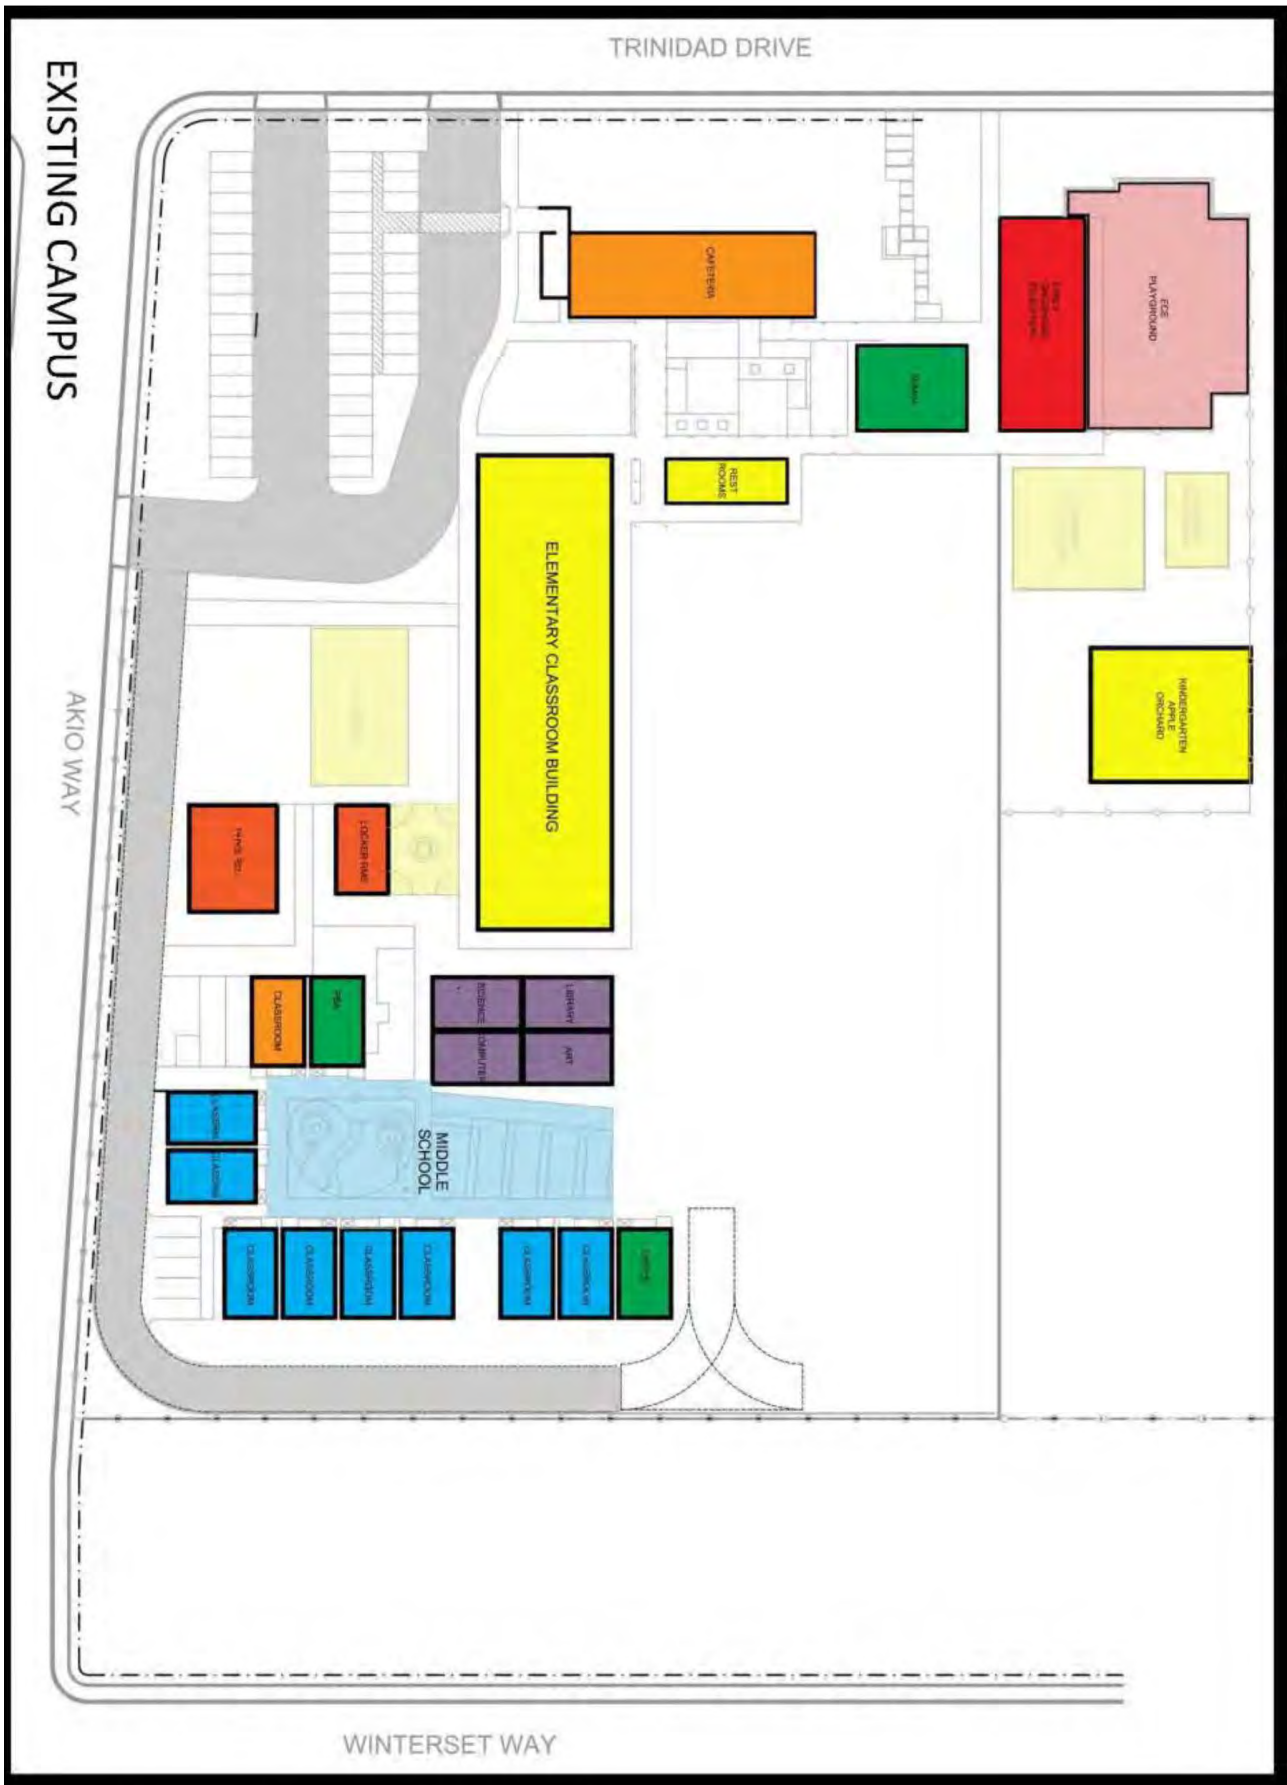 TRINIDAD DRIVE
EXISTING CAMPUS
CAFETERIA
ECE
PLAYGROUND
REST
ROOMS
ELEMENTARY CLASSROOM BUILDING
KINDERGARTEN
APPLE
ORCHARD
AKIO WAY
LOCKER RMS
LIBRARY
SCIENCE
ART
COMPUTER
CLASSROOM
MIDDLE
SCHOOL
CLASSROOM
CLASSROOM
CLASSROOM
CLASSROOM
CLASSROOM
CLASSROOM
WINTERSET WAY